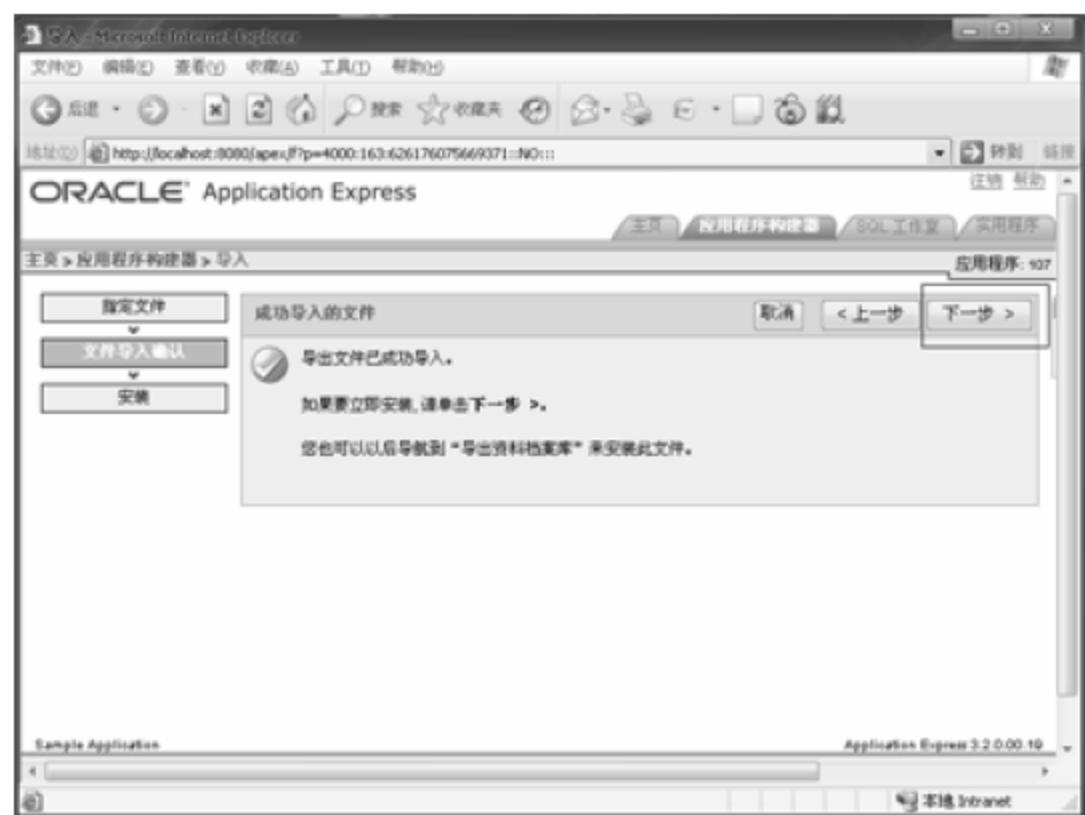 导入 - Microsoft Internet Explorer
文件(F) 编辑(E) 查看(V) 收藏(A) 工具(T) 帮助(H)
后退 搜索 收藏夹
地址(D) http://localhost:8080/apex/f?p=4000:163:626176075669371::NO::: 转到 链接
ORACLE Application Express
注销 帮助
主页 应用程序构建器 SQL 工作室 实用程序
主页 > 应用程序构建器 > 导入
应用程序: 107
指定文件
文件导入确认
安装
成功导入的文件
取消 < 上一步 下一步 >
导出文件已成功导入。
如果要立即安装, 请单击下一步 >。
您也可以以后导航到 "导出资料档案库" 来安装此文件。
Sample Application
Application Express 3.2.0.00.19
本地 Intranet